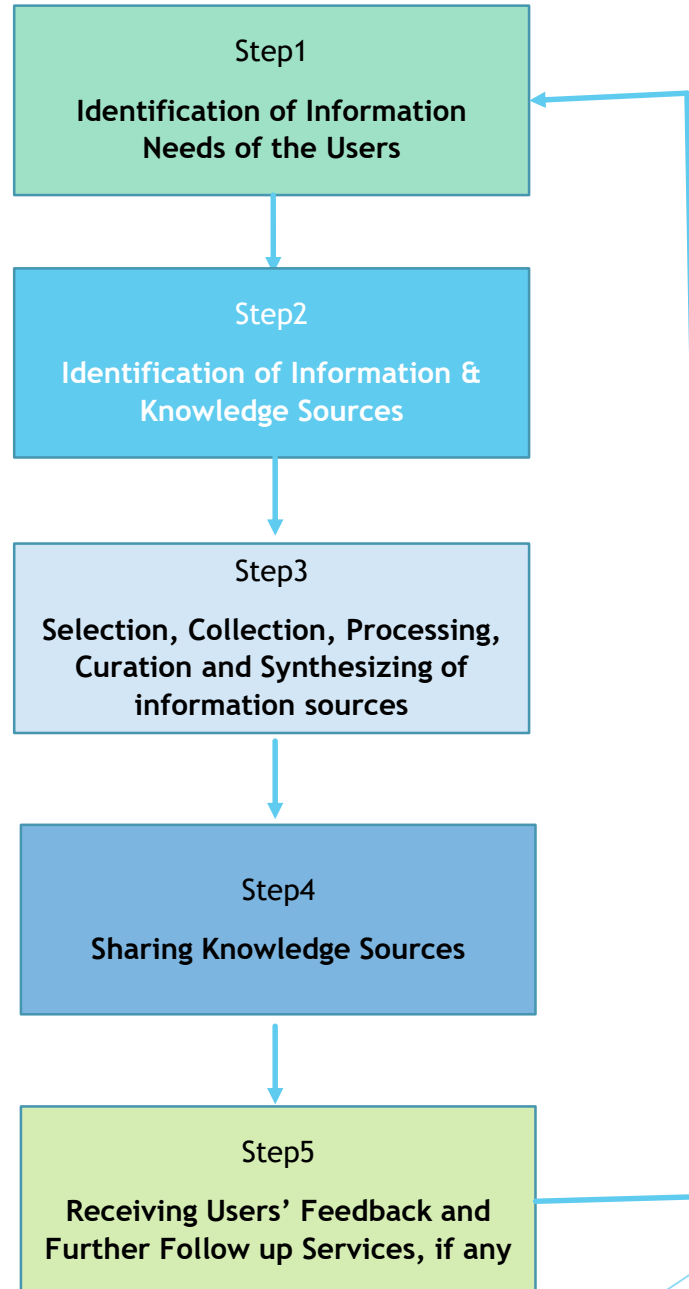 Step1
Identification of Information
Needs of the Users
Step2
Identification of Information &
Knowledge Sources
Step3
Selection, Collection, Processing,
Curation and Synthesizing of
information sources
Step4
Sharing Knowledge Sources
Step5
Receiving Users’ Feedback and
Further Follow up Services, if any